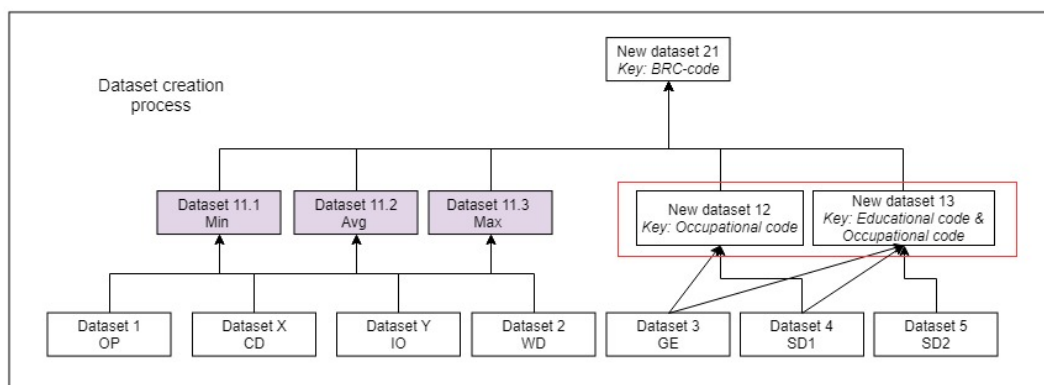 New dataset 21
Key: BRC-code
Dataset creation
process
Dataset 11.1
Min
Dataset 11.2
Avg
Dataset 11.3
Max
New dataset 12
Key: Occupational code
New dataset 13
Key: Educational code &
Occupational code
Dataset 1
OP
Dataset X
CD
Dataset Y
IO
Dataset 2
WD
Dataset 3
GE
Dataset 4
SD1
Dataset 5
SD2